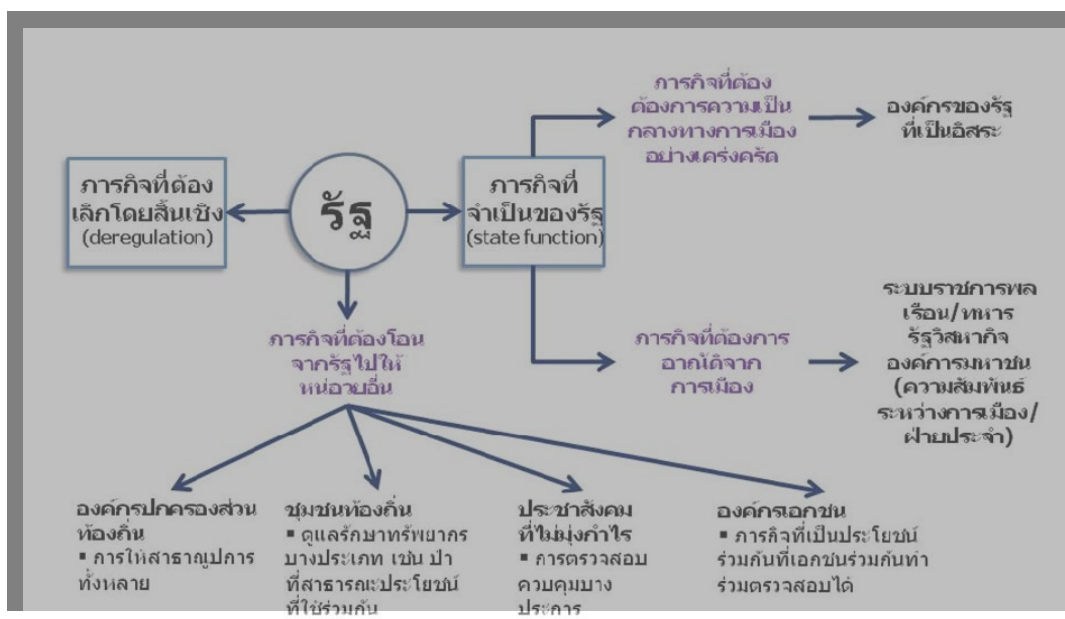 ภารกิจที่ต้อง
ต้องการความเป็น
กลางทางการเมือง
อย่างเคร่งครัด
องค์กรของรัฐ
ที่เป็นอิสระ
ภารกิจที่ต้อง
เลิกโดยสิ้นเชิง
(deregulation)
รัฐ
ภารกิจที่
จำเป็นของรัฐ
(state function)
ภารกิจที่ต้องโอน
จากรัฐไปให้
หน่วยอื่น
ภารกิจที่ต้องการ
อาณัติจาก
การเมือง
ระบบราชการพล
เรือน/ทหาร
รัฐวิสหากิจ
องค์การมหาชน
(ความสัมพันธ์
ระหว่างการเมือง/
ฝ่ายประจำ)
องค์กรปกครองส่วน
ท้องถิ่น
▪ การให้สาธาณูปการ
ทั้งหลาย
ชุมชนท้องถิ่น
▪ ดูแลรักษาทรัพยากร
บางประเภท เช่น ป่า
ที่สาธารณะประโยชน์
ที่ใช้ร่วมกัน
ประชาสังคม
ที่ไม่มุ่งกำไร
▪ การตรวจสอบ
ควบคุมบาง
ประการ
องค์กรเอกชน
▪ ภารกิจที่เป็นประโยชน์
ร่วมกันที่เอกชนร่วมกันทำ
ร่วมตรวจสอบได้